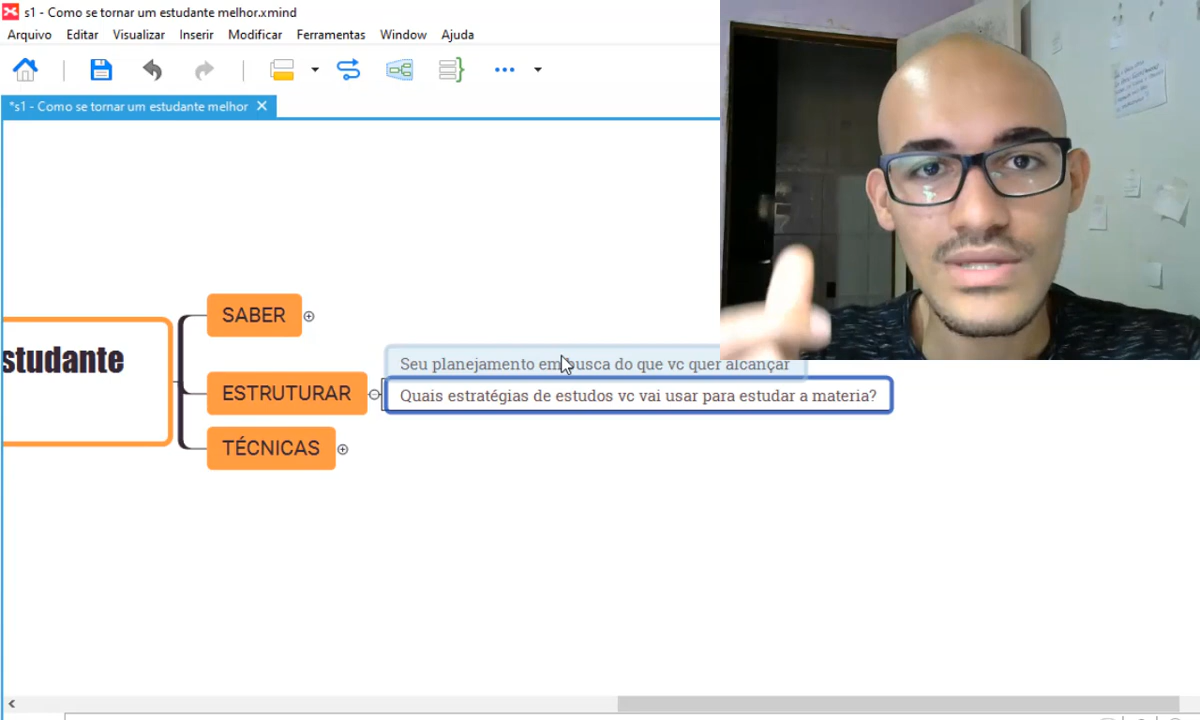 s1 - Como se tornar um estudante melhor.xmind
Arquivo Editar Visualizar Inserir Modificar Ferramentas Window Ajuda
*s1 - Como se tornar um estudante melhor
studante
SABER
ESTRUTURAR
TÉCNICAS
Seu planejamento em busca do que vc quer alcançar
Quais estratégias de estudos vc vai usar para estudar a materia?